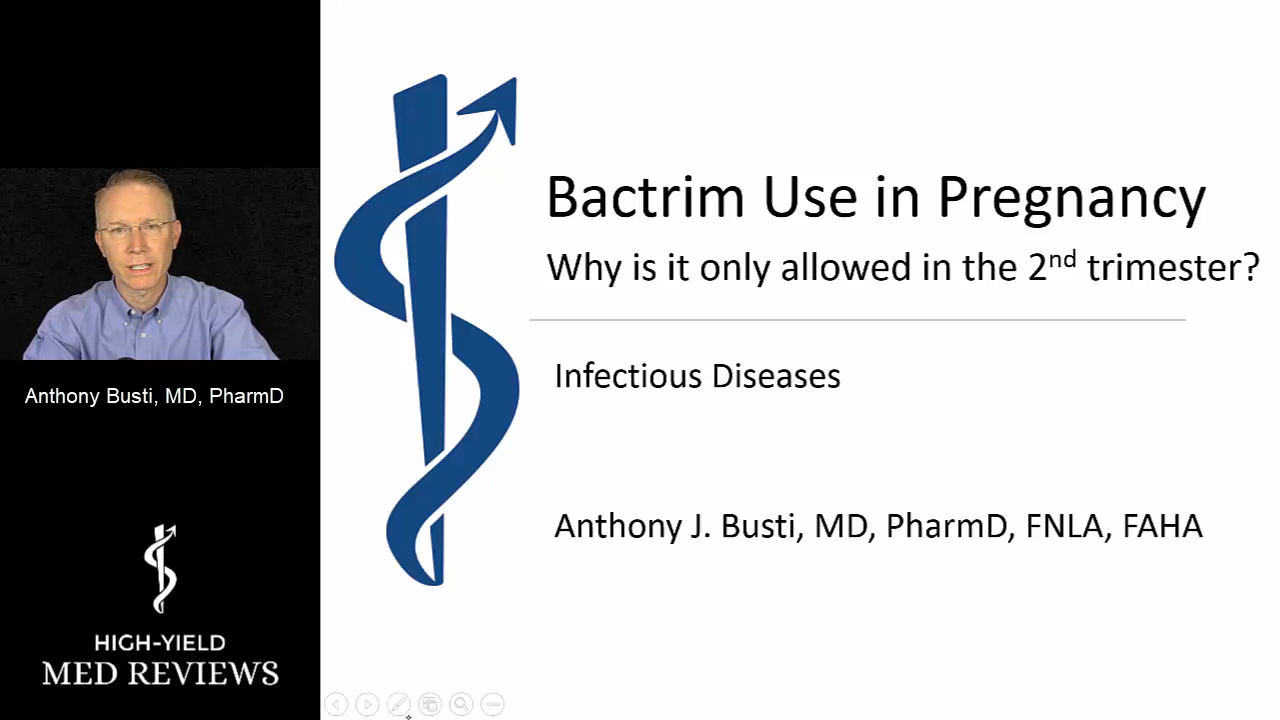 Bactrim Use in Pregnancy
Why is it only allowed in the 2nd trimester?
Infectious Diseases
Anthony J. Busti, MD, PharmD, FNLA, FAHA
Anthony Busti, MD, PharmD
HIGH-YIELD
MED REVIEWS